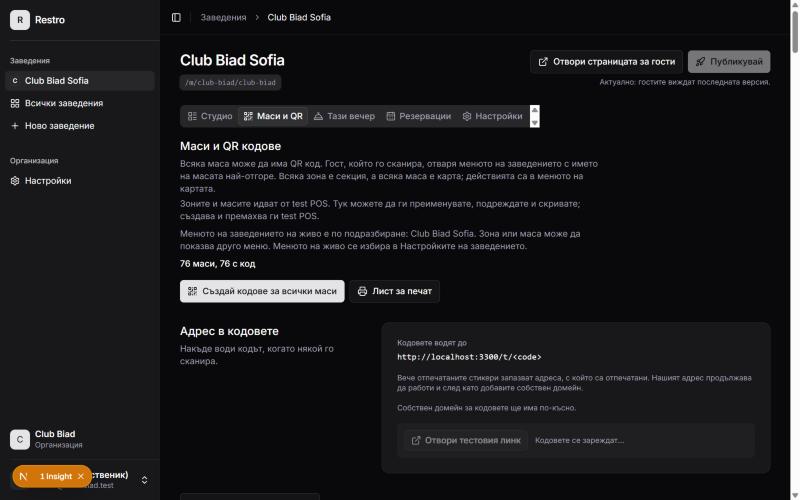 R Restro
Заведения
C Club Biad Sofia
Всички заведения
Ново заведение
Организация
Настройки
C Club Biad
Организация
N 1 Insight ×
ственик)
ad.test
Заведения > Club Biad Sofia
Club Biad Sofia
/m/club-biad/club-biad
Отвори страницата за гости
Публикувай
Актуално: гостите виждат последната версия.
Студио Маси и QR Тази вечер Резервации Настройки
Маси и QR кодове
Всяка маса може да има QR код. Гост, който го сканира, отваря менюто на заведението с името
на масата най-отгоре. Всяка зона е секция, а всяка маса е карта; действията са в менюто на
картата.
Зоните и масите идват от test POS. Тук можете да ги преименувате, подреждате и скривате;
създава и премахва ги test POS.
Менюто на заведението на живо е по подразбиране: Club Biad Sofia. Зона или маса може да
показва друго меню. Менюто на живо се избира в Настройките на заведението.
76 маси, 76 с код
Създай кодове за всички маси
Лист за печат
Адрес в кодовете
Накъде води кодът, когато някой го
сканира.
Кодовете водят до
http://localhost:3300/t/<code>
Вече отпечатаните стикери запазват адреса, с който са отпечатани. Нашият адрес продължава
да работи и след като добавите собствен домейн.
Собствен домейн за кодовете ще има по-късно.
Отвори тестовия линк
Кодовете се зареждат...